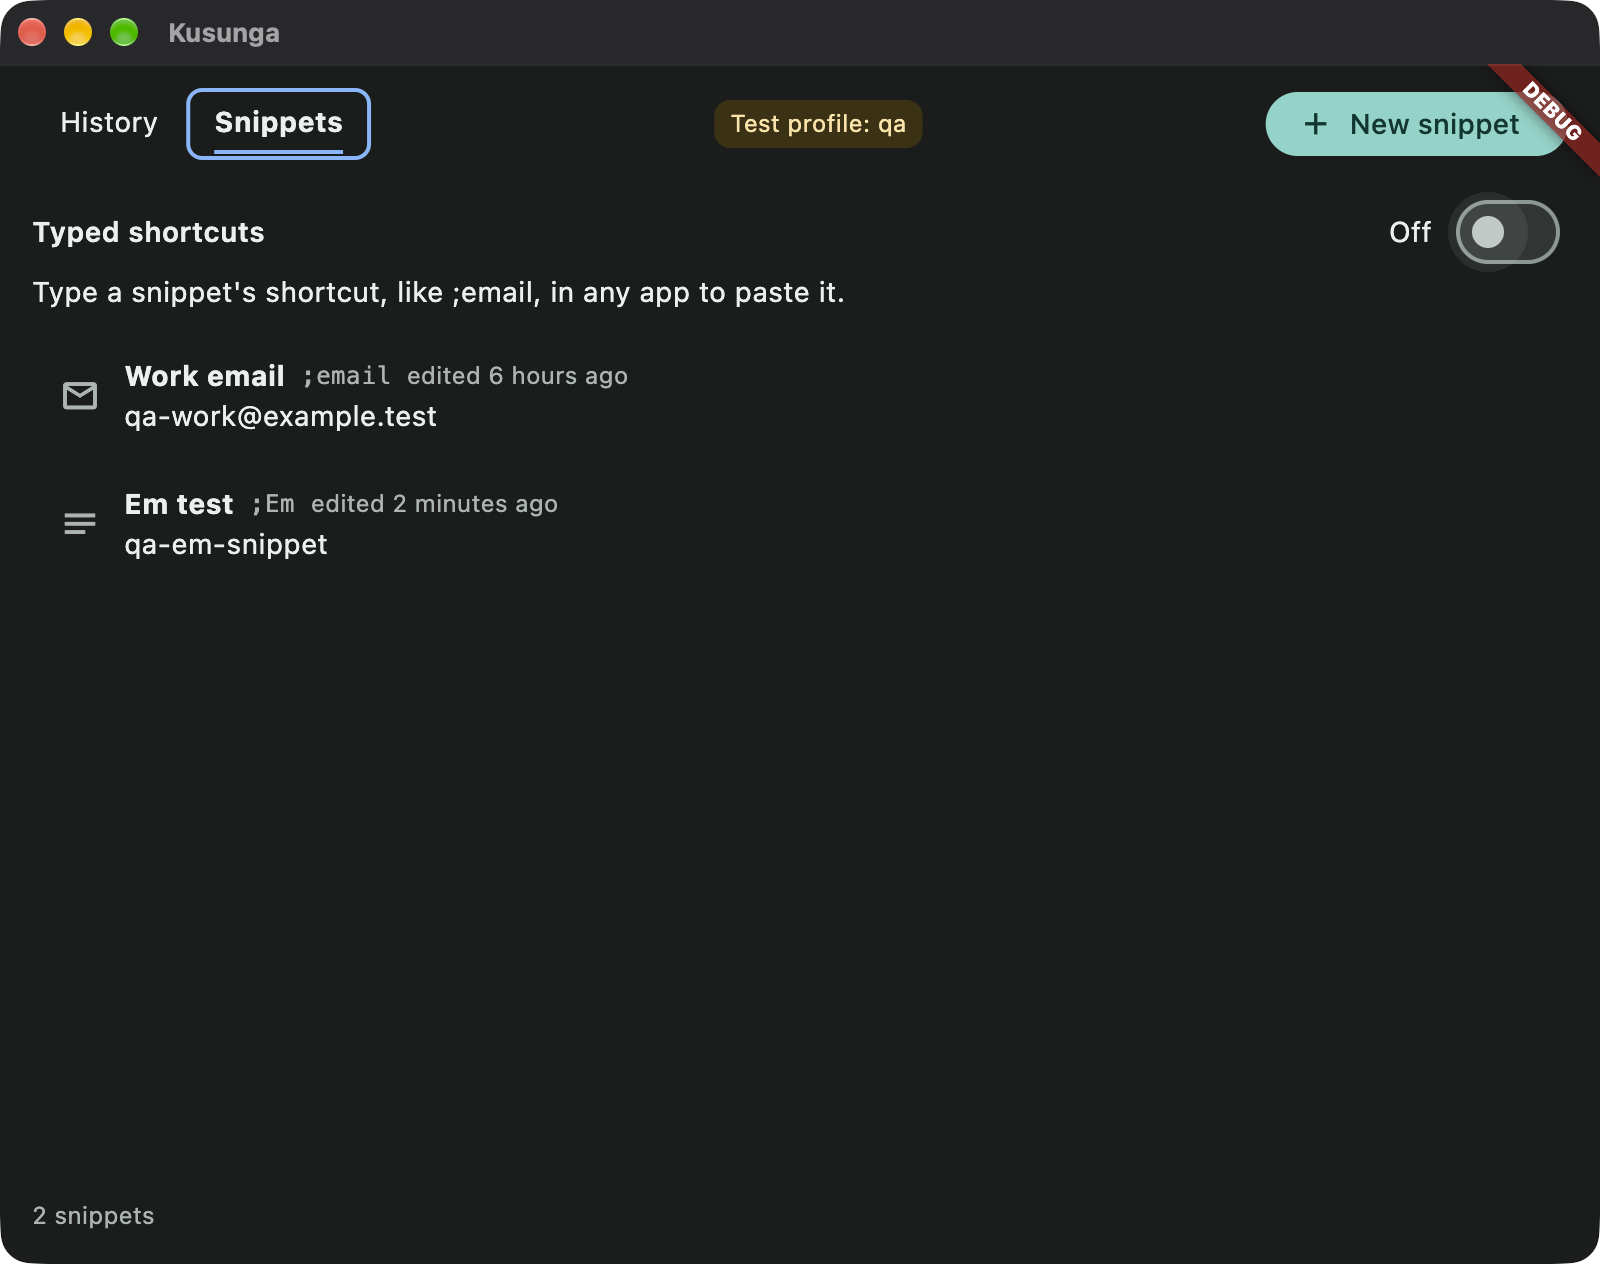 Kusunga
History
Snippets
Test profile: qa
+ New snippet
DEBUG
Typed shortcuts
Off
Type a snippet's shortcut, like ;email, in any app to paste it.
Work email ;email edited 6 hours ago
qa-work@example.test
Em test ;Em edited 2 minutes ago
qa-em-snippet
2 snippets